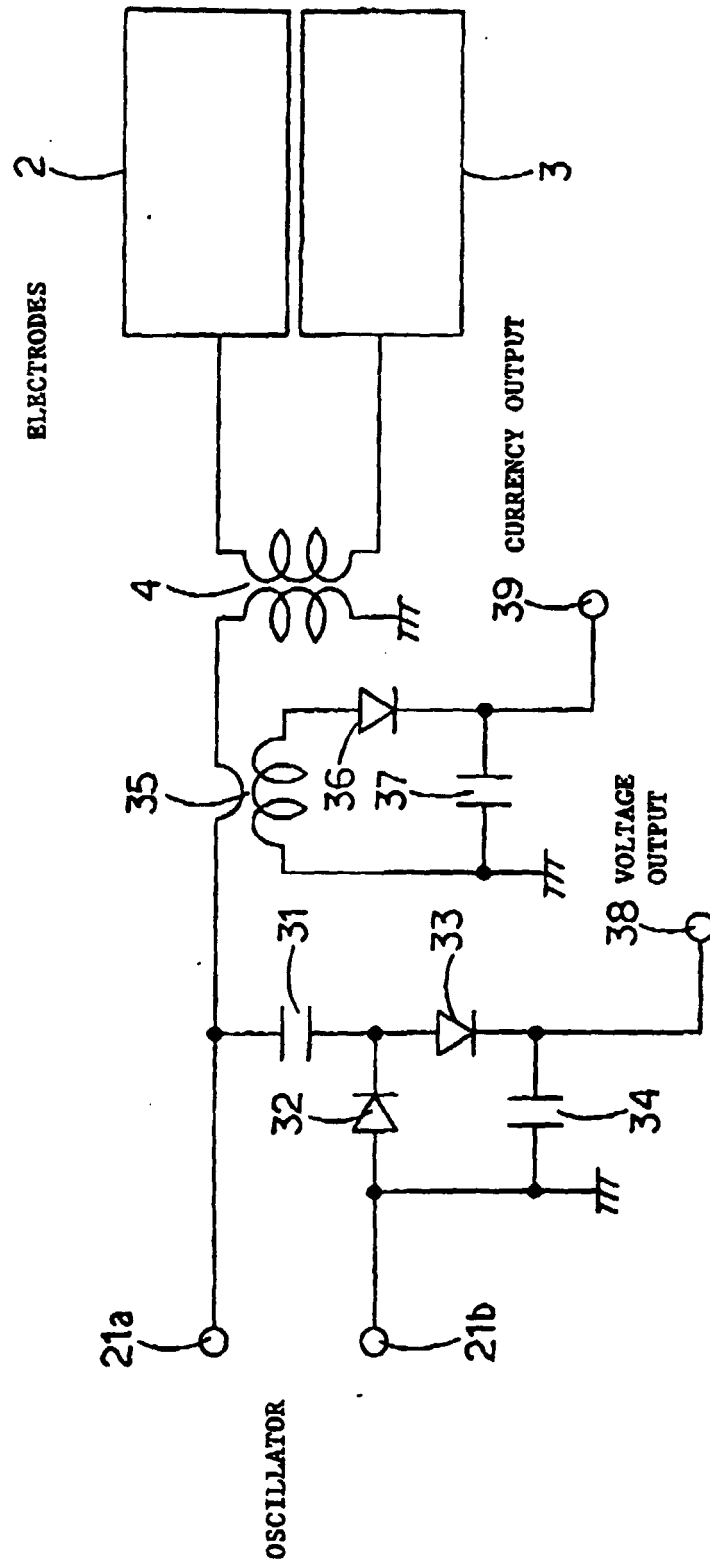 ELECTRODES
2
3
4
CURRENCY OUTPUT
39
35
36
37
31
33
VOLTAGE
OUTPUT
38
32
34
21a
21b
OSCILLATOR